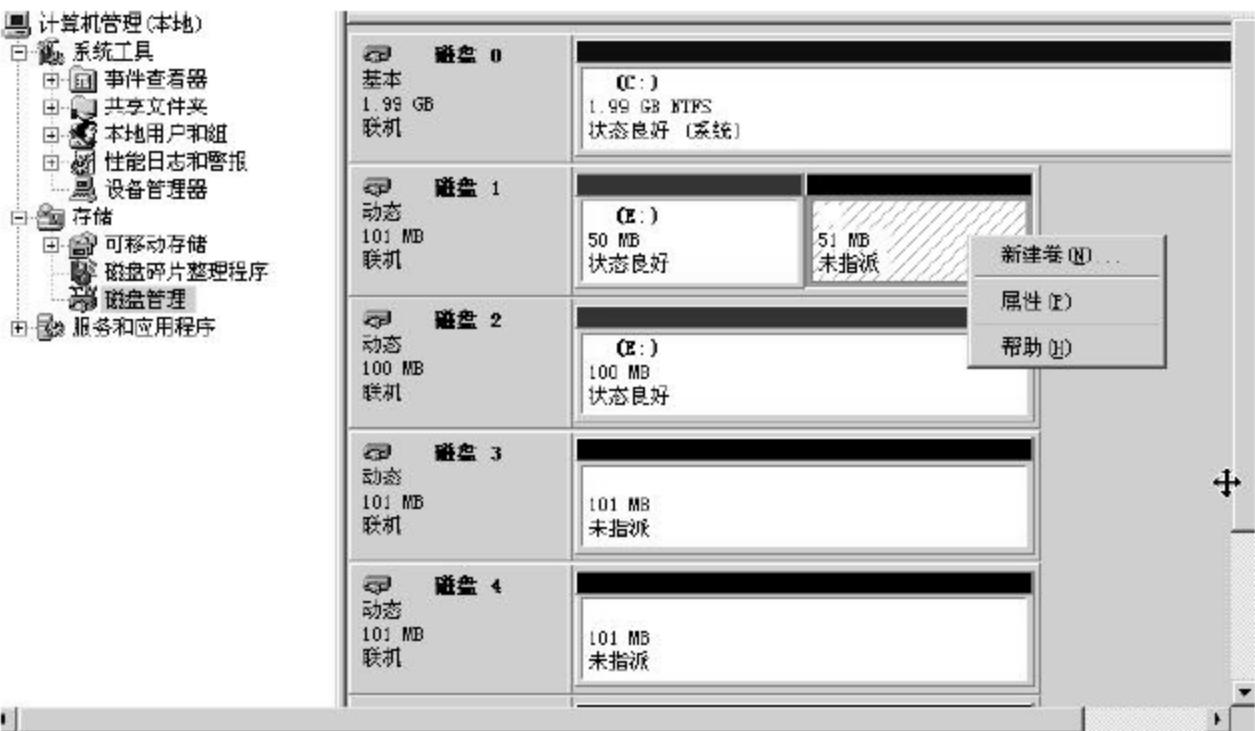 计算机管理(本地)
系统工具
事件查看器
共享文件夹
本地用户和组
性能日志和警报
设备管理器
存储
可移动存储
磁盘碎片整理程序
磁盘管理
服务和应用程序
磁盘 0
基本
1.99 GB
联机
(C:)
1.99 GB NTFS
状态良好 (系统)
磁盘 1
动态
101 MB
联机
(E:)
50 MB
状态良好
51 MB
未指派
新建卷(N)...
属性(P)
帮助(H)
磁盘 2
动态
100 MB
联机
(E:)
100 MB
状态良好
磁盘 3
动态
101 MB
联机
101 MB
未指派
磁盘 4
动态
101 MB
联机
101 MB
未指派